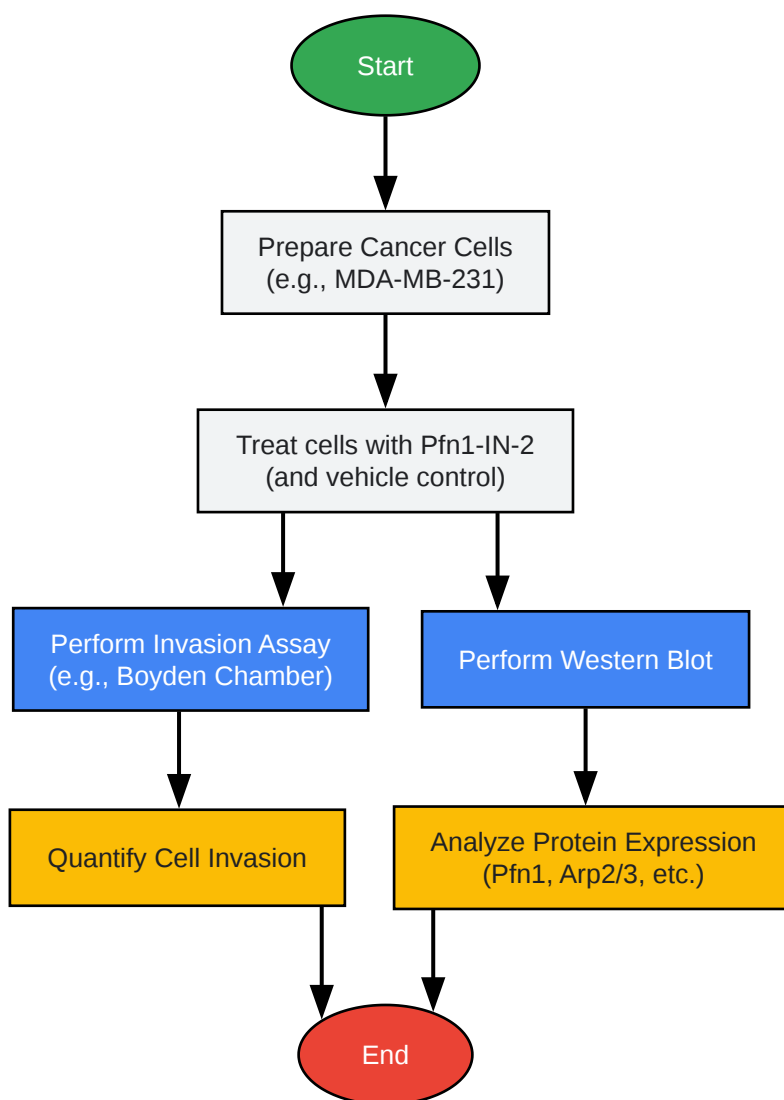 Start
Prepare Cancer Cells
(e.g., MDA-MB-231)
Treat cells with Pfn1-IN-2
(and vehicle control)
Perform Invasion Assay
(e.g., Boyden Chamber)
Perform Western Blot
Quantify Cell Invasion
Analyze Protein Expression
(Pfn1, Arp2/3, etc.)
End